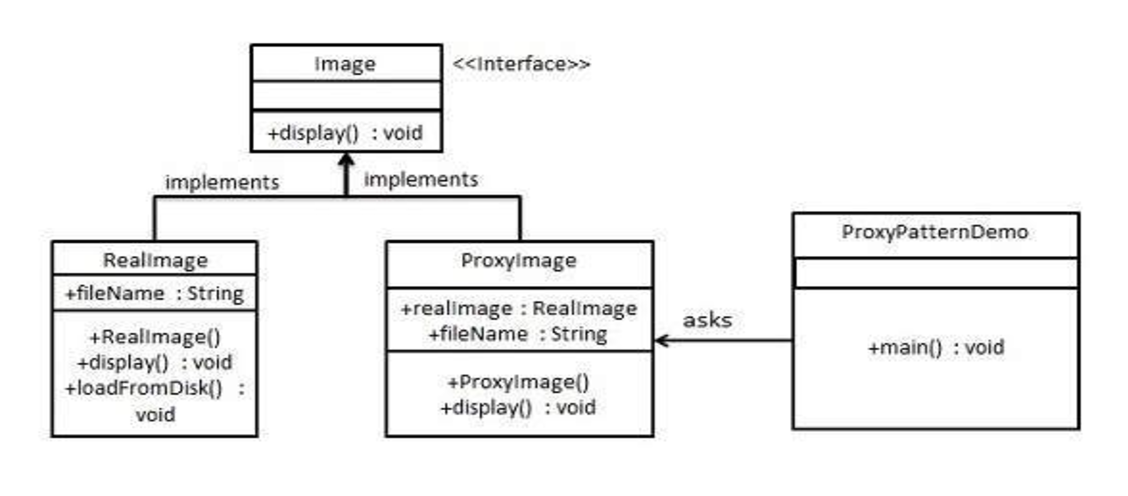 Image
<<Interface>>
+display() : void
implements
implements
RealImage
+fileName : String
+RealImage()
+display() : void
+loadFromDisk() :
void
ProxyImage
+realImage : RealImage
+fileName : String
+ProxyImage()
+display() : void
asks
ProxyPatternDemo
+main() : void